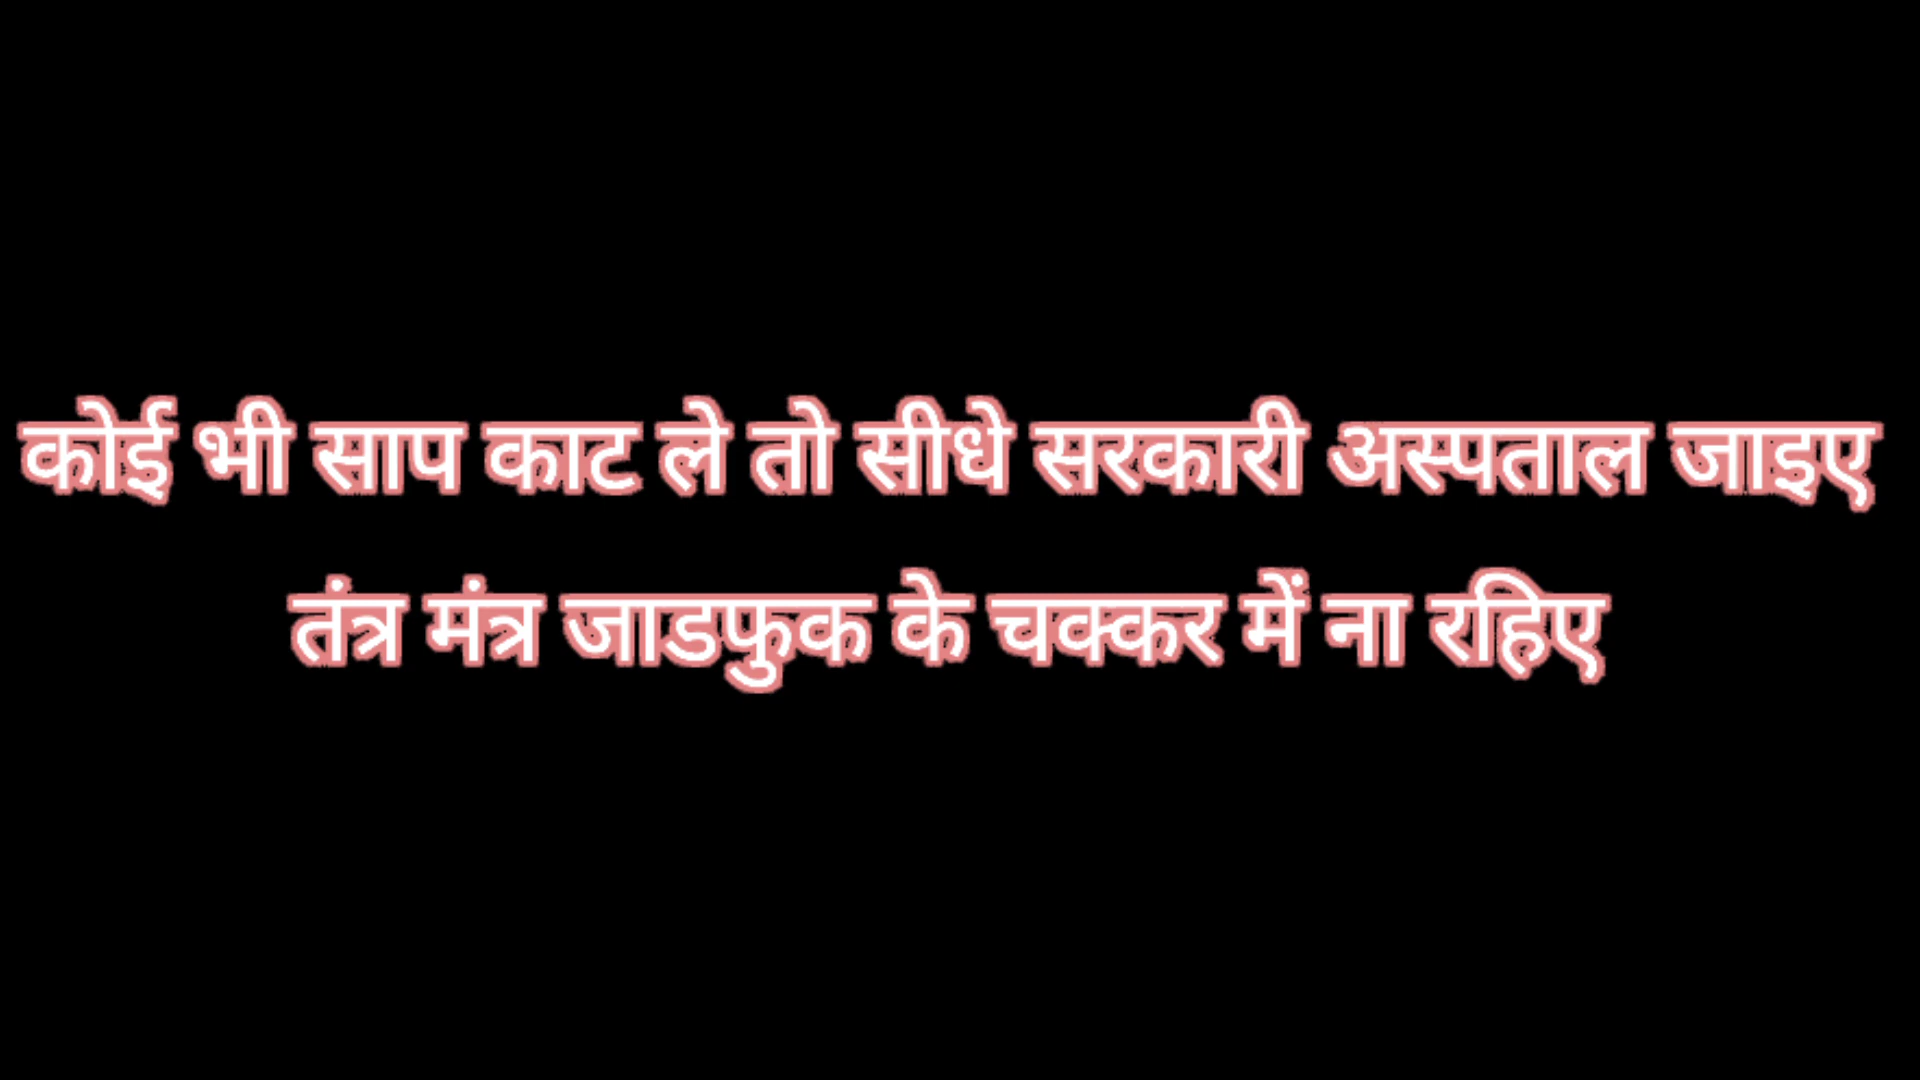 कोई भी साप काट ले तो सीधे सरकारी अस्पताल जाइए
तंत्र मंत्र जाडफुक के चक्कर में ना रहिए